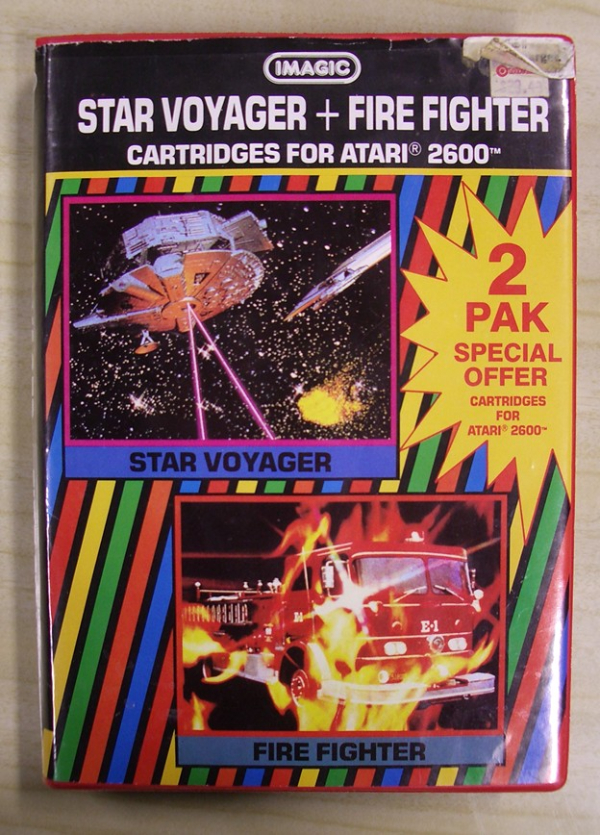 IMAGIC
STAR VOYAGER + FIRE FIGHTER
CARTRIDGES FOR ATARI® 2600™
2
PAK
SPECIAL
OFFER
CARTRIDGES
FOR
ATARI® 2600™
STAR VOYAGER
E-1
FIRE FIGHTER